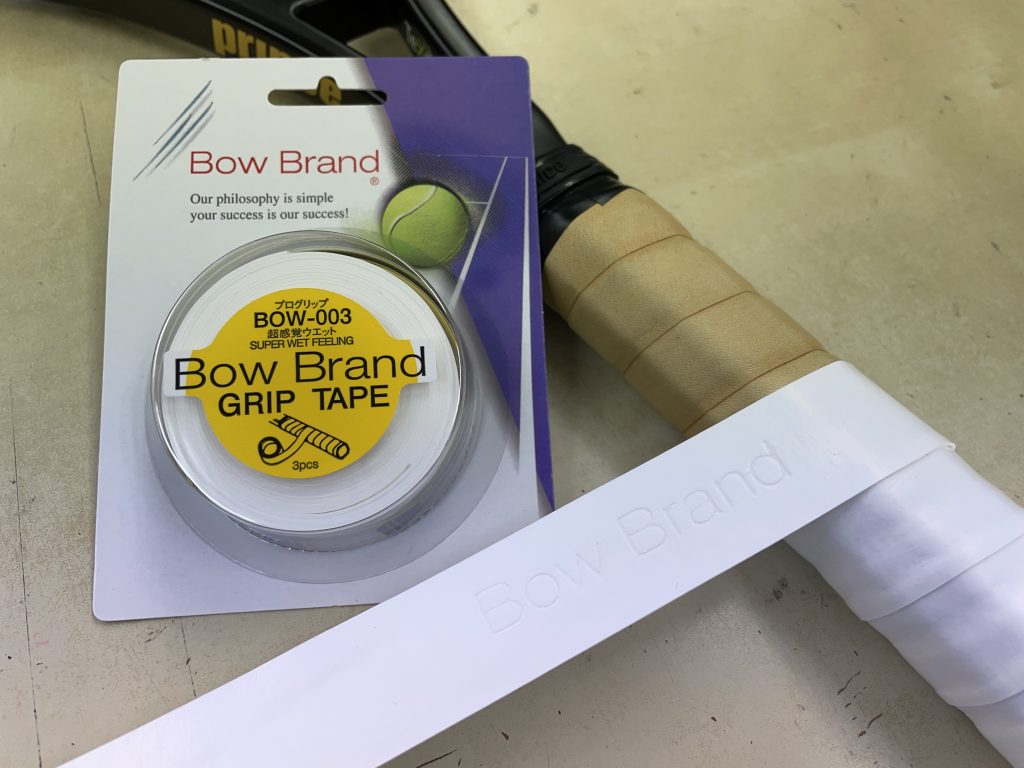 Bow Brand
®
Our philosophy is simple
your success is our success!
プログリップ
BOW-003
超感覚ウエット
SUPER WET FEELING
Bow Brand
GRIP TAPE
3pcs
Bow Brand